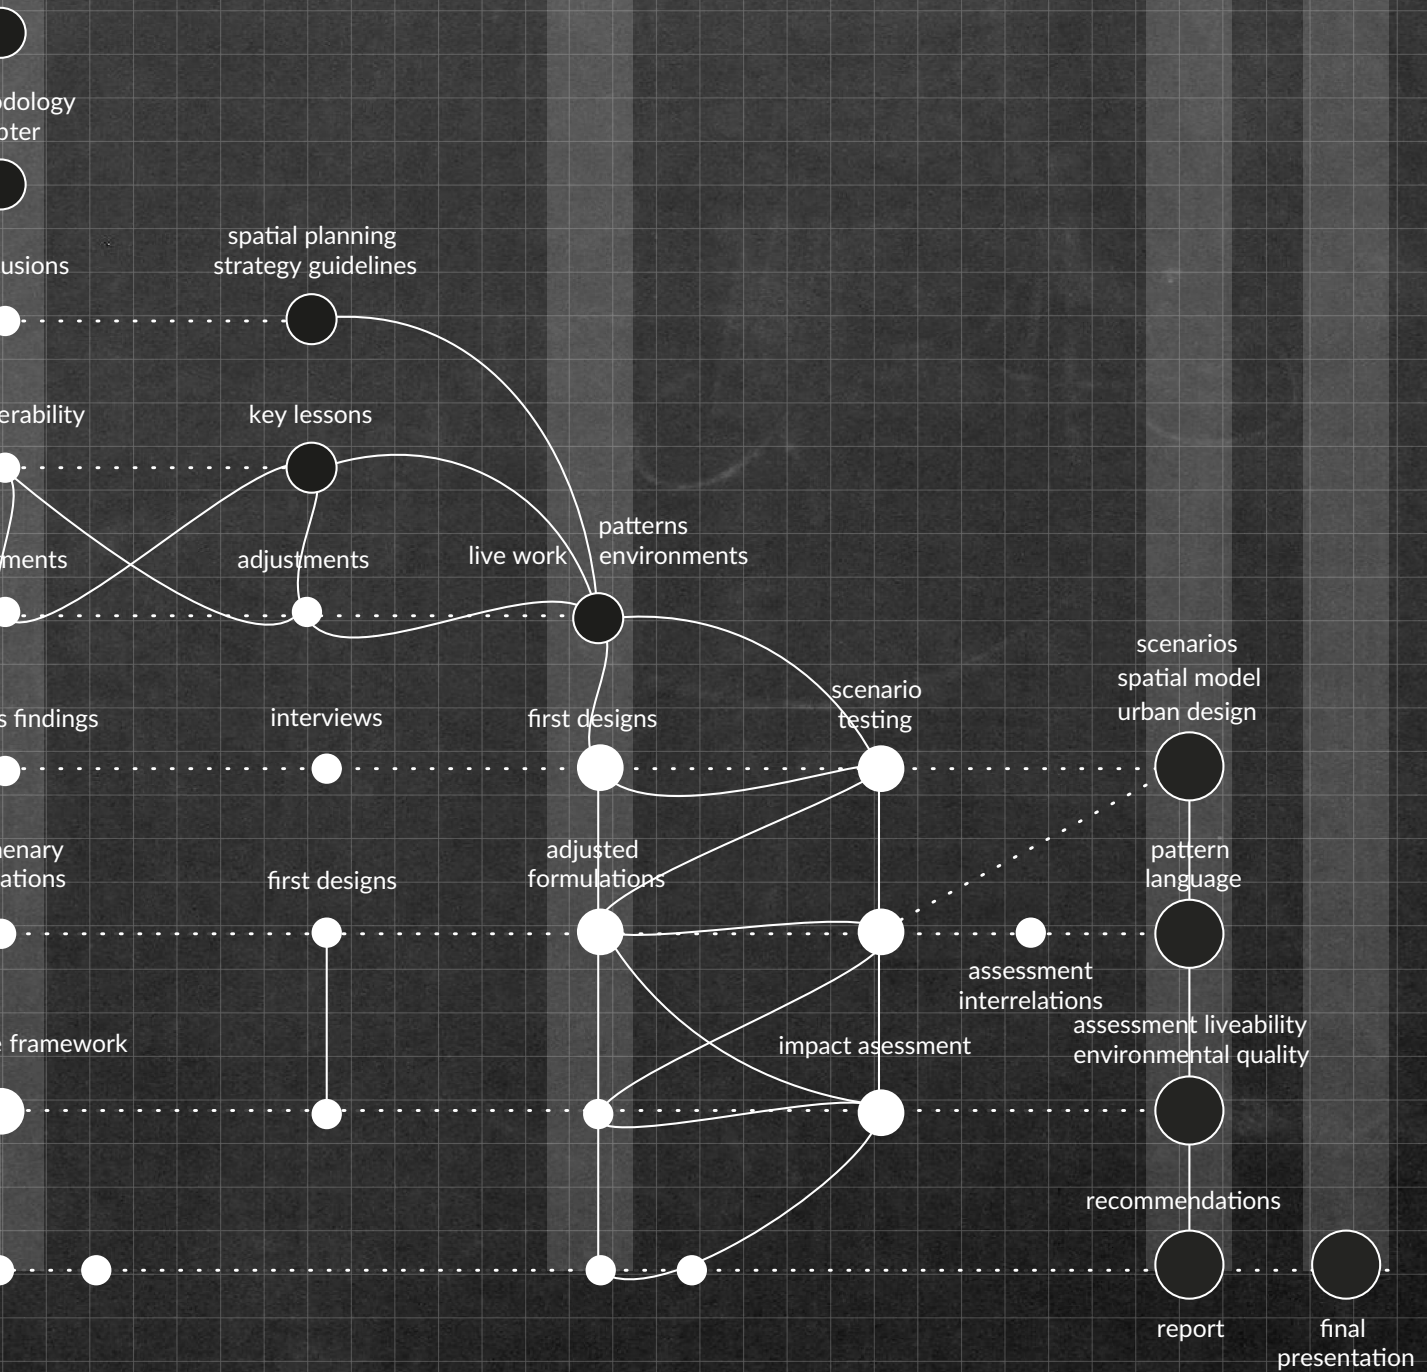 odology
pter
spatial planning
strategy guidelines
usions
erability
key lessons
patterns
live work
environments
ments
adjustments
scenarios
spatial model
urban design
scenario
testing
s findings
interviews
first designs
adjusted
formulations
pattern
language
enary
ations
first designs
assessment
interrelations
assessment liveability
environmental quality
framework
impact asessment
recommendations
report
final
presentation